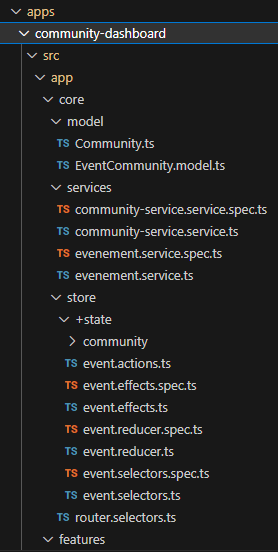 apps
community-dashboard
src
app
core
model
TS Community.ts
TS EventCommunity.model.ts
services
TS community-service.service.spec.ts
TS community-service.service.ts
TS evenement.service.spec.ts
TS evenement.service.ts
store
+state
community
TS event.actions.ts
TS event.effects.spec.ts
TS event.effects.ts
TS event.reducer.spec.ts
TS event.reducer.ts
TS event.selectors.spec.ts
TS event.selectors.ts
TS router.selectors.ts
features